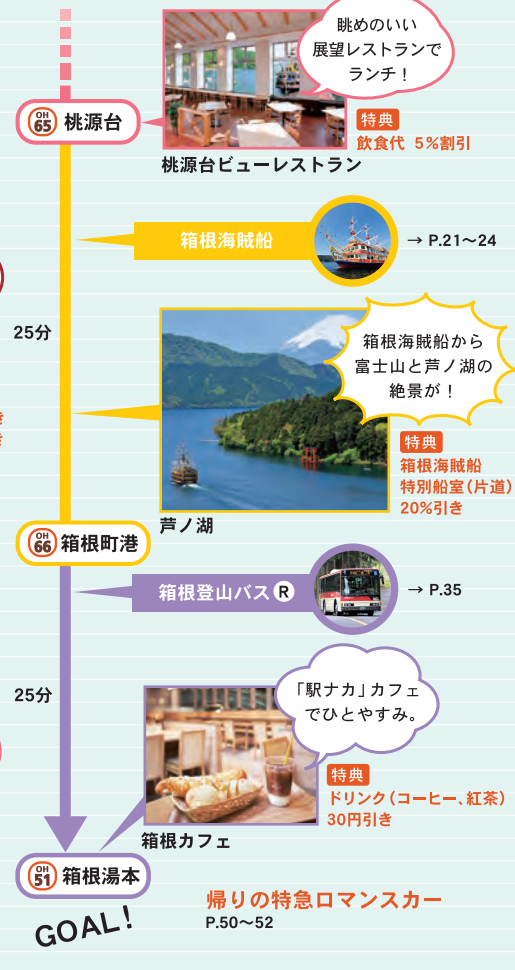 眺めのいい
展望レストランで
ランチ！
OH
65 桃源台
特典
飲食代 5%割引
桃源台ビューレストラン
箱根海賊船
→ P.21〜24
25分
箱根海賊船から
富士山と芦ノ湖の
絶景が！
き
き
特典
箱根海賊船
特別船室（片道）
20%引き
芦ノ湖
OH
66 箱根町港
箱根登山バス R
→ P.35
25分
「駅ナカ」カフェ
でひとやすみ。
特典
ドリンク（コーヒー、紅茶）
30円引き
箱根カフェ
OH
51 箱根湯本
GOAL!
帰りの特急ロマンスカー
P.50〜52